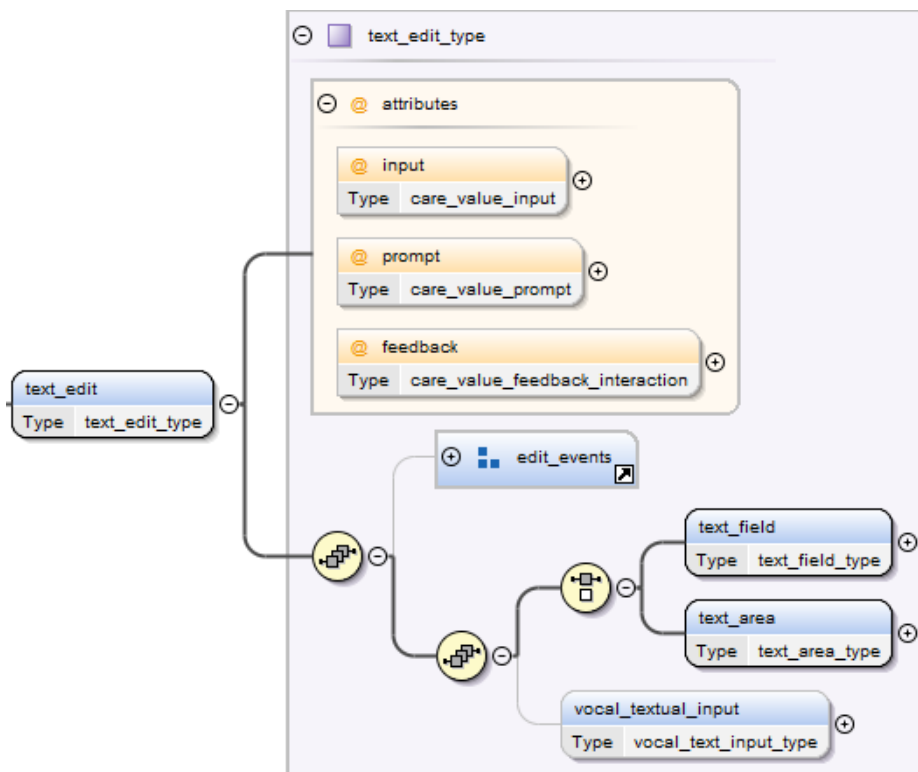 text_edit_type
@ attributes
@ input
Type care_value_input
@ prompt
Type care_value_prompt
@ feedback
Type care_value_feedback_interaction
text_edit
Type text_edit_type
edit_events
text_field
Type text_field_type
text_area
Type text_area_type
vocal_textual_input
Type vocal_text_input_type